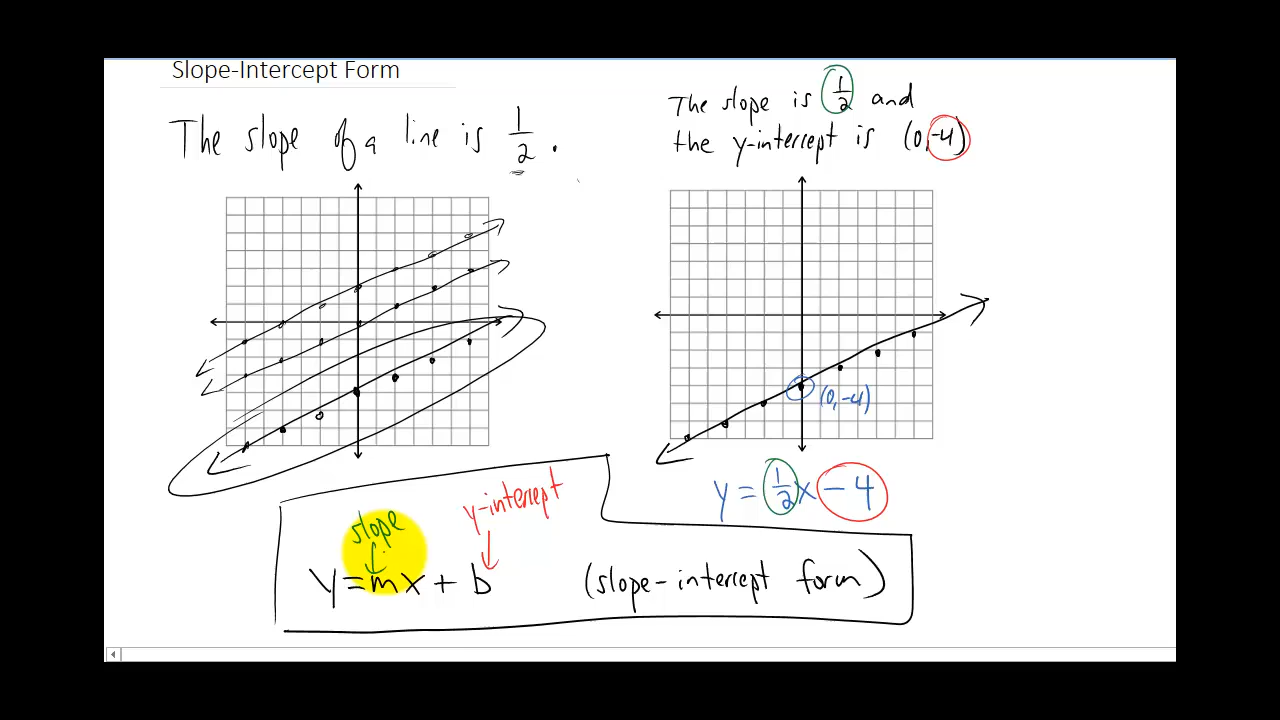 Slope-Intercept Form
The slope of a line is 1/2.
The slope is 1/2 and
the y-intercept is (0,-4)
(0,-4)
y = 1/2x - 4
slope
y-intercept
y = mx + b
(slope-intercept form)